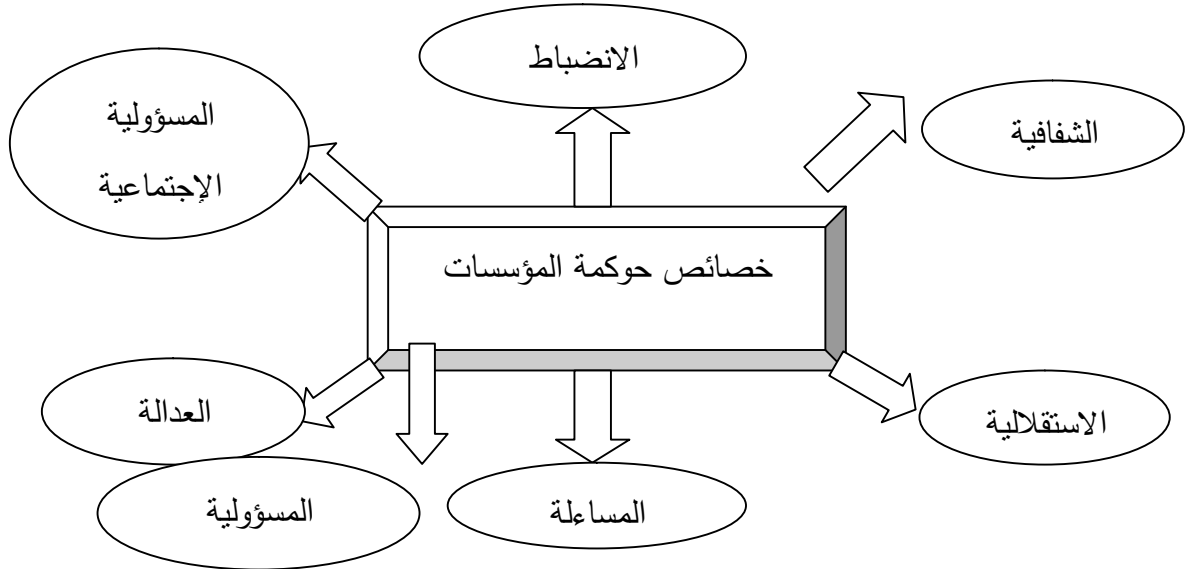 الانضباط
الشفافية
المسؤولية
الإجتماعية
خصائص حوكمة المؤسسات
العدالة
الاستقلالية
المسؤولية
المساءلة